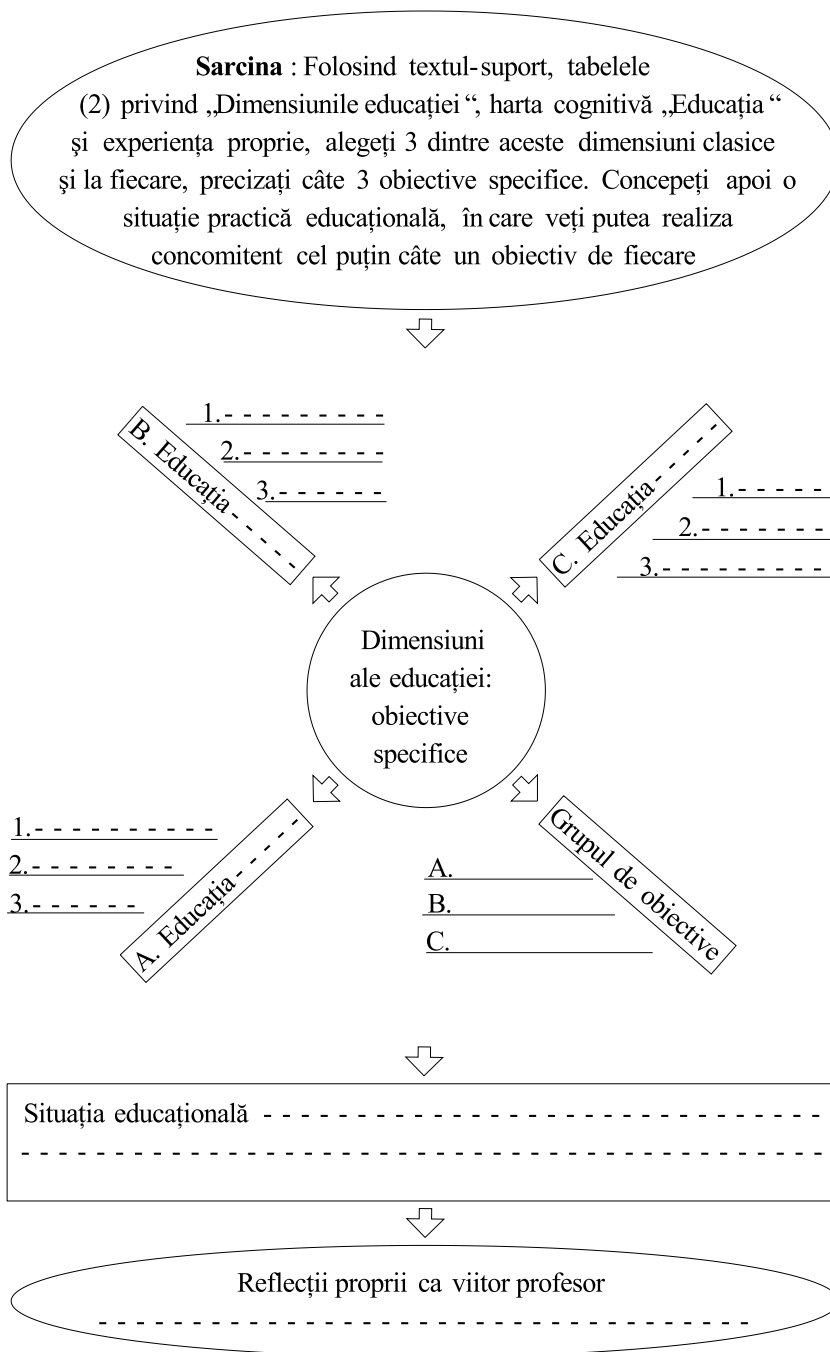 Sarcina : Folosind textul-suport, tabelele
(2) privind „Dimensiunile educației“, harta cognitivă „Educația“
şi experiența proprie, alegeți 3 dintre aceste dimensiuni clasice
şi la fiecare, precizați câte 3 obiective specifice. Concepeți apoi o
situație practică educațională, în care veți putea realiza
concomitent cel puțin câte un obiectiv de fiecare
B. Educația - - - - -
1.- - - - - - - - -
2.- - - - - - - -
3.- - - - - -
C. Educația - - - - -
1.- - - - -
2.- - - - - - -
3.- - - - - - - - -
Dimensiuni
ale educației:
obiective
specifice
A. Educația - - - - -
1.- - - - - - - - - -
2.- - - - - - - -
3.- - - - - -
Grupul de obiective
A.
B.
C.
Situația educațională - - - - - - - - - - - - - - - - - - - - - - - - - - - - - -
- - - - - - - - - - - - - - - - - - - - - - - - - - - - - - - - - - - - - - - - - - -
Reflecții proprii ca viitor profesor
- - - - - - - - - - - - - - - - - - - - - - - - - - - - - - - - - - -